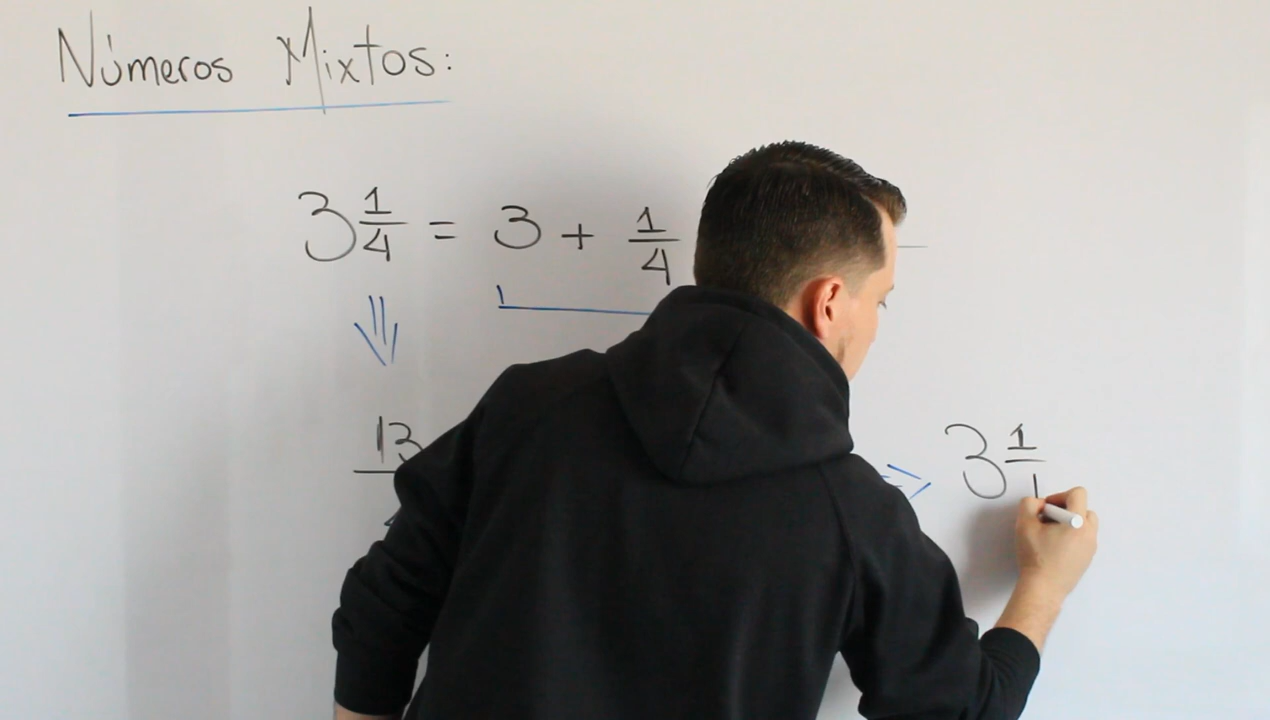 Números Mixtos:
3 1/4 = 3 + 1/4
13
3 1/